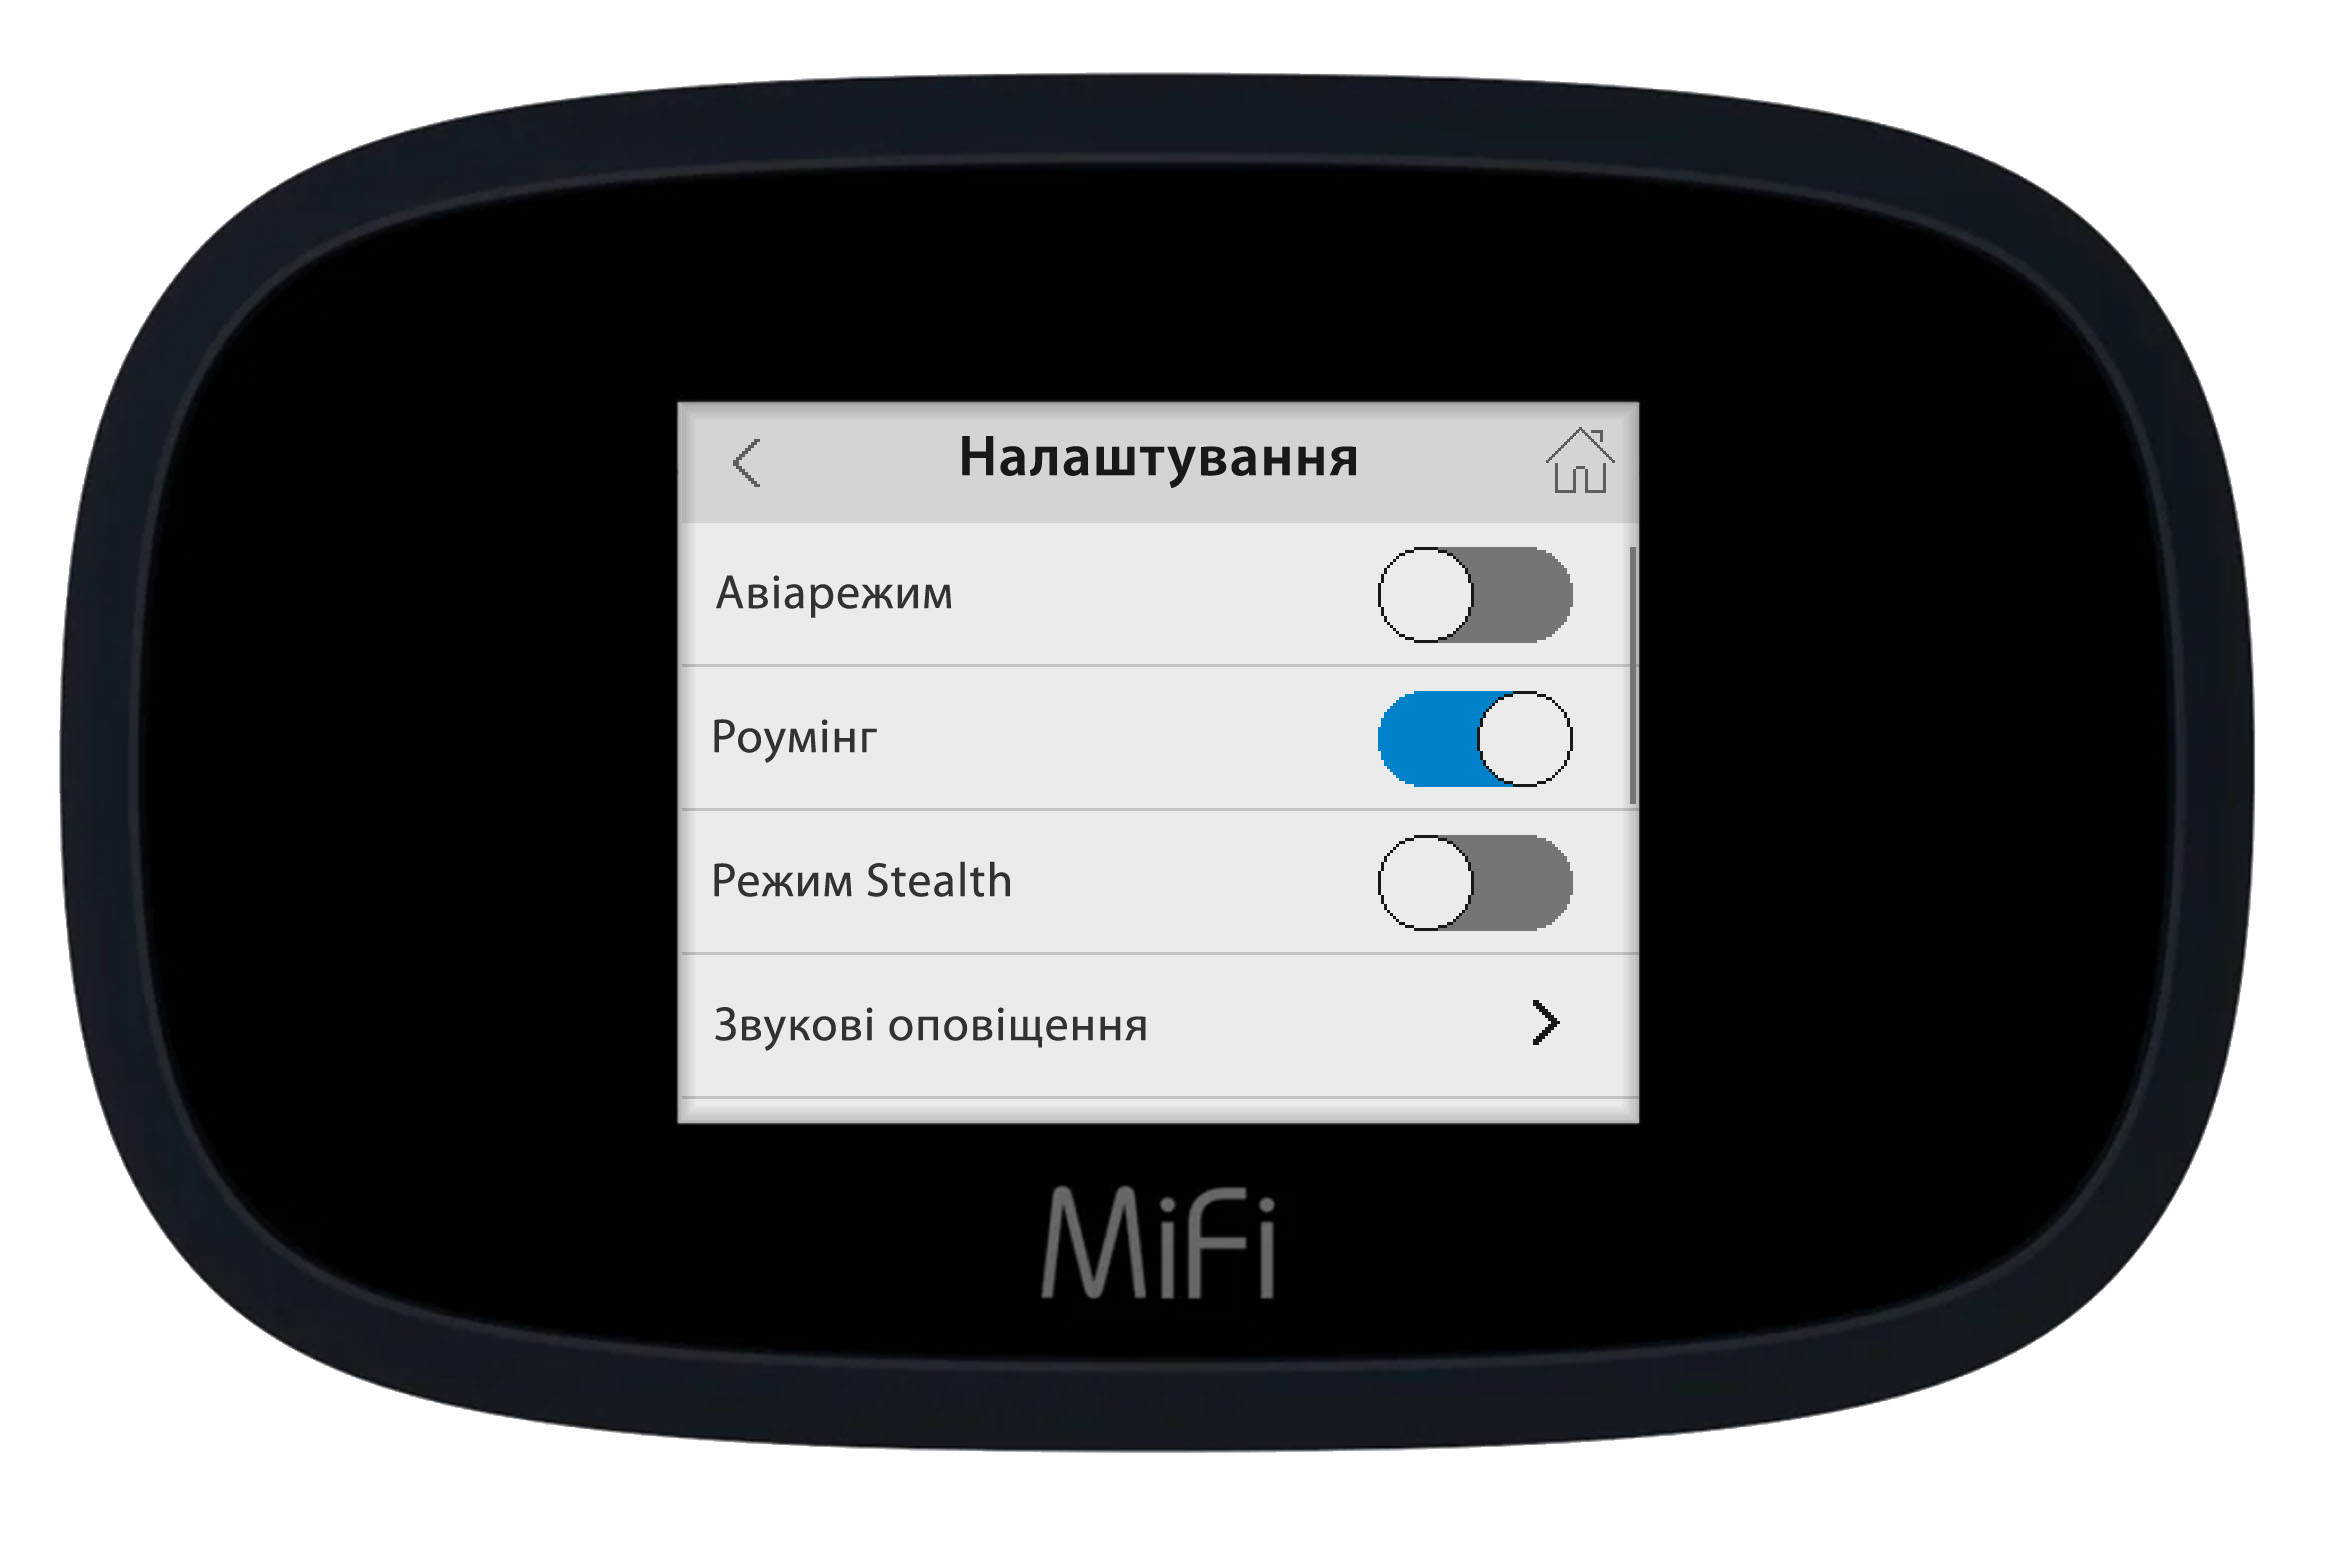 Налаштування
Авіарежим
Роумінг
Режим Stealth
Звукові оповіщення
MiFi